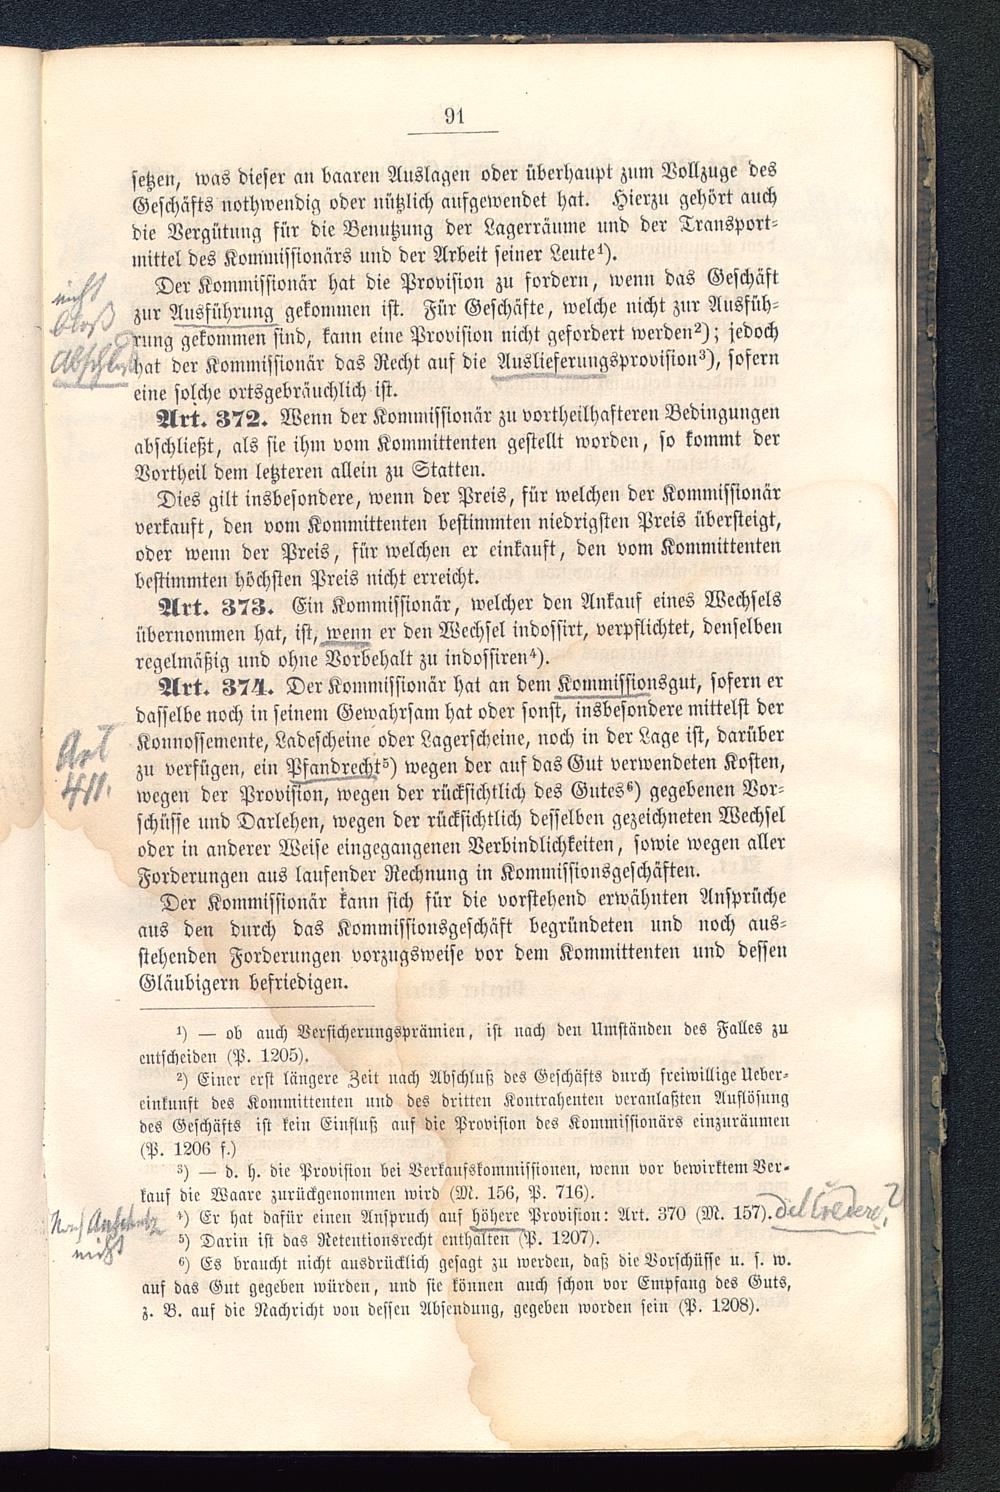 91
setzen, was dieser an baaren Auslagen oder überhaupt zum Vollzuge des
Geschäfts nothwendig oder nützlich aufgewendet hat. Hierzu gehört auch
die Vergütung für die Benutzung der Lagerräume und der Transport-
mittel des Kommissionärs und der Arbeit seiner Leute¹).
Der Kommissionär hat die Provision zu fordern, wenn das Geschäft
zur Ausführung gekommen ist. Für Geschäfte, welche nicht zur Ausfüh-
rung gekommen sind, kann eine Provision nicht gefordert werden²); jedoch
hat der Kommissionär das Recht auf die Auslieferungsprovision³), sofern
eine solche ortsgebräuchlich ist.
nicht
bloß
Abschluß
Art. 372. Wenn der Kommissionär zu vortheilhafteren Bedingungen
abschließt, als sie ihm vom Kommittenten gestellt worden, so kommt der
Vortheil dem letzteren allein zu Statten.
Dies gilt insbesondere, wenn der Preis, für welchen der Kommissionär
verkauft, den vom Kommittenten bestimmten niedrigsten Preis übersteigt,
oder wenn der Preis, für welchen er einkauft, den vom Kommittenten
bestimmten höchsten Preis nicht erreicht.
Art. 373. Ein Kommissionär, welcher den Ankauf eines Wechsels
übernommen hat, ist, wenn er den Wechsel indossirt, verpflichtet, denselben
regelmäßig und ohne Vorbehalt zu indossiren⁴).
Art. 374. Der Kommissionär hat an dem Kommissionsgut, sofern er
dasselbe noch in seinem Gewahrsam hat oder sonst, insbesondere mittelst der
Konnossemente, Ladescheine oder Lagerscheine, noch in der Lage ist, darüber
zu verfügen, ein Pfandrecht⁵) wegen der auf das Gut verwendeten Kosten,
wegen der Provision, wegen der rücksichtlich des Gutes⁶) gegebenen Vor-
schüsse und Darlehen, wegen der rücksichtlich desselben gezeichneten Wechsel
oder in anderer Weise eingegangenen Verbindlichkeiten, sowie wegen aller
Forderungen aus laufender Rechnung in Kommissionsgeschäften.
Art
411.
Der Kommissionär kann sich für die vorstehend erwähnten Ansprüche
aus den durch das Kommissionsgeschäft begründeten und noch aus-
stehenden Forderungen vorzugsweise vor dem Kommittenten und dessen
Gläubigern befriedigen.
¹) — ob auch Versicherungsprämien, ist nach den Umständen des Falles zu
entscheiden (P. 1205).
²) Einer erst längere Zeit nach Abschluß des Geschäfts durch freiwillige Ueber-
einkunft des Kommittenten und des dritten Kontrahenten veranlaßten Auflösung
des Geschäfts ist kein Einfluß auf die Provision des Kommissionärs einzuräumen
(P. 1206 f.)
³) — d. h. die Provision bei Verkaufskommissionen, wenn vor bewirktem Ver-
kauf die Waare zurückgenommen wird (M. 156, P. 716).
⁴) Er hat dafür einen Anspruch auf höhere Provision: Art. 370 (M. 157).
del Credere?
Nach Anschütz
nicht
⁵) Darin ist das Retentionsrecht enthalten (P. 1207).
⁶) Es braucht nicht ausdrücklich gesagt zu werden, daß die Vorschüsse u. s. w.
auf das Gut gegeben würden, und sie können auch schon vor Empfang des Guts,
z. B. auf die Nachricht von dessen Absendung, gegeben worden sein (P. 1208).